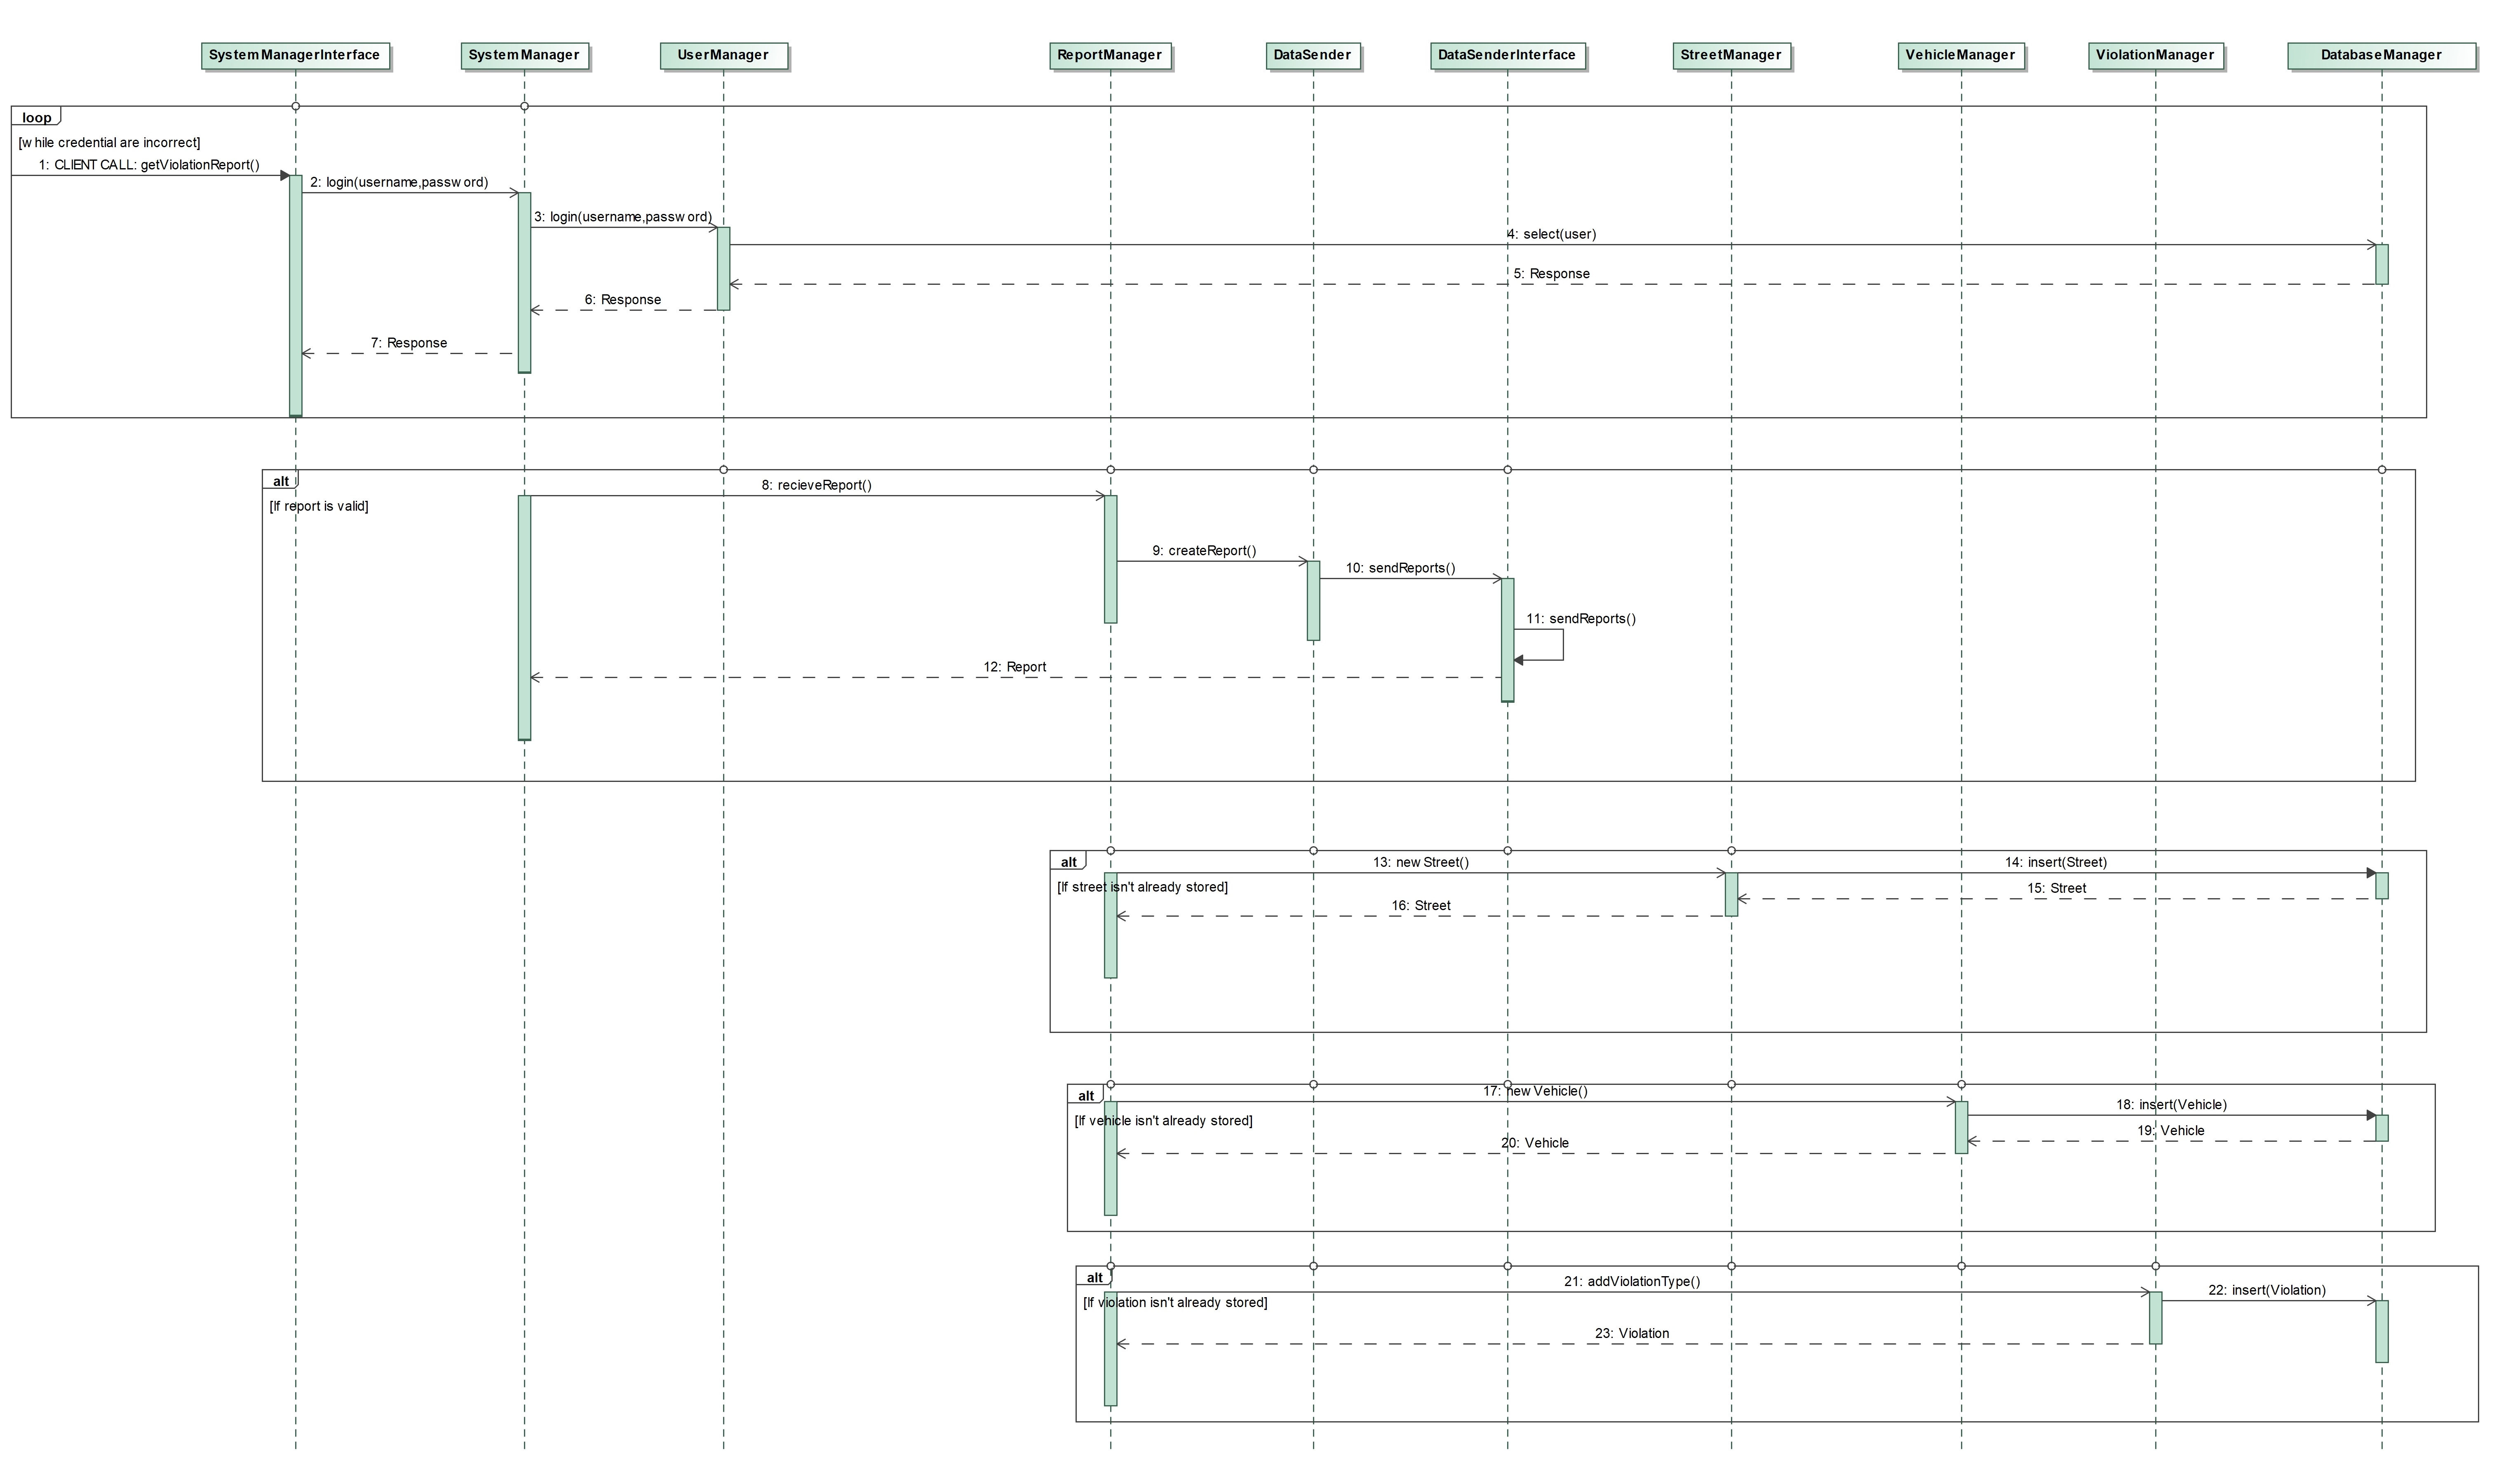 SystemManagerInterface
SystemManager
UserManager
ReportManager
DataSender
DataSenderInterface
StreetManager
VehicleManager
ViolationManager
DatabaseManager
loop
[while credential are incorrect]
1: CLIENT CALL: getViolationReport()
2: login(username,password)
3: login(username,password)
4: select(user)
5: Response
6: Response
7: Response
alt
[If report is valid]
8: recieveReport()
9: createReport()
10: sendReports()
11: sendReports()
12: Report
alt
[If street isn't already stored]
13: new Street()
14: insert(Street)
15: Street
16: Street
alt
[If vehicle isn't already stored]
17: new Vehicle()
18: insert(Vehicle)
19: Vehicle
20: Vehicle
alt
[If violation isn't already stored]
21: addViolationType()
22: insert(Violation)
23: Violation